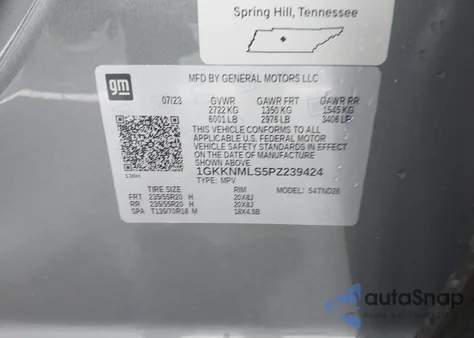 Spring Hill, Tennessee
gm
MFD BY GENERAL MOTORS LLC
07/23 GVWR GAWR FRT GAWR RR
2722 KG 1350 KG 1545 KG
6001 LB 2976 LB 3406 LB
THIS VEHICLE CONFORMS TO ALL
APPLICABLE U.S. FEDERAL MOTOR
VEHICLE SAFETY STANDARDS IN
EFFECT ON THE DATE OF MANUFACTURE
SHOWN ABOVE.
1GKKNMLS5PZ239424
TYPE: MPV MODEL: 54TND26
TIRE SIZE RIM
FRT 235/55R20 H 20X8J
RR 235/55R20 H 20X8J
SPA T135/70R18 M 18X4.5B
autaSnap